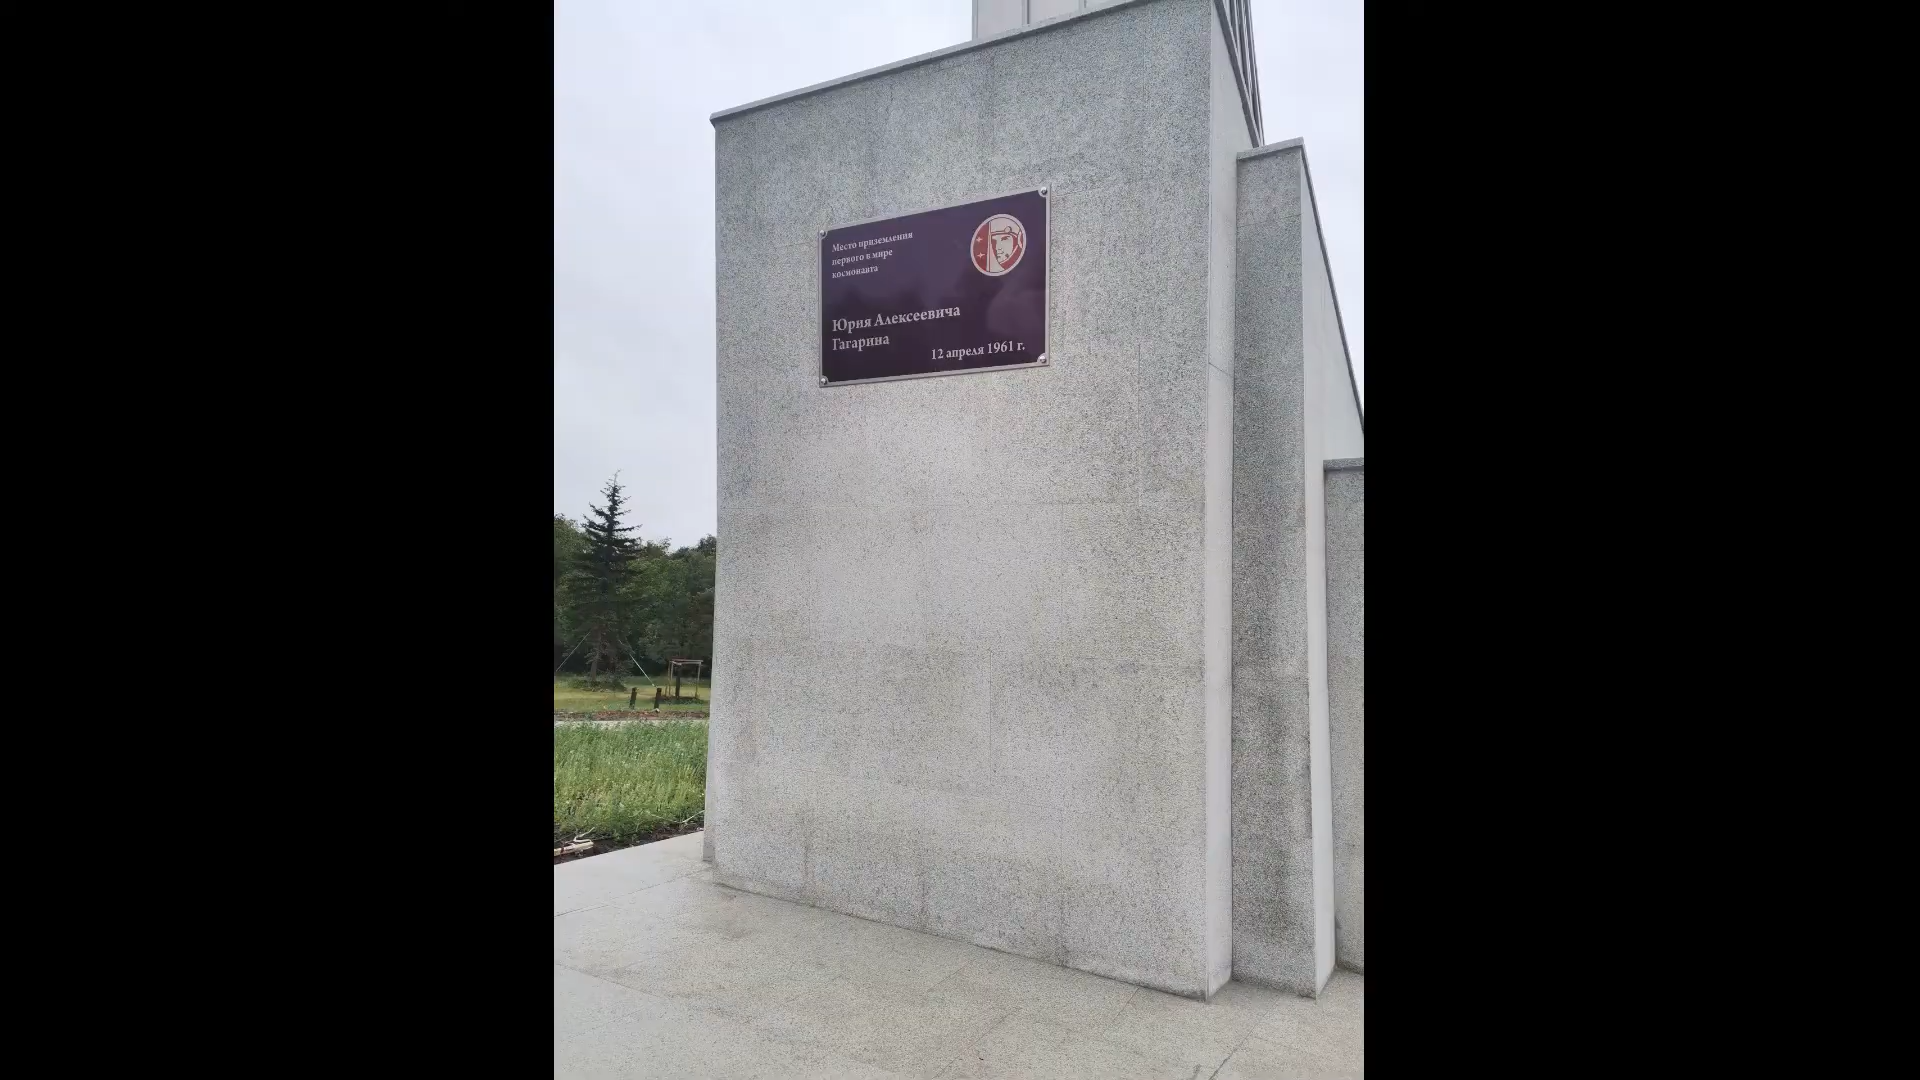 Место приземления
первого в мире
космонавта
Юрия Алексеевича
Гагарина
12 апреля 1961 г.